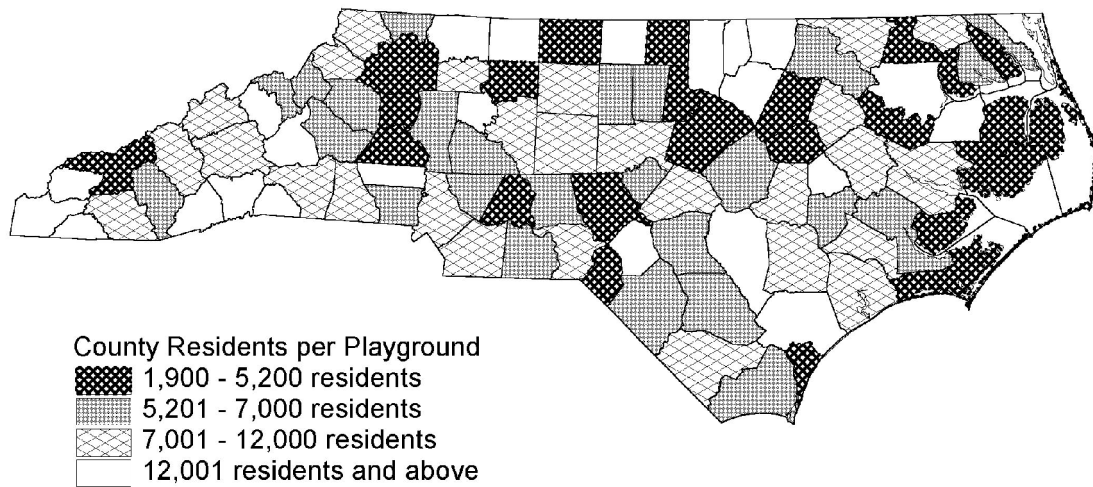 County Residents per Playground
1,900 - 5,200 residents
5,201 - 7,000 residents
7,001 - 12,000 residents
12,001 residents and above